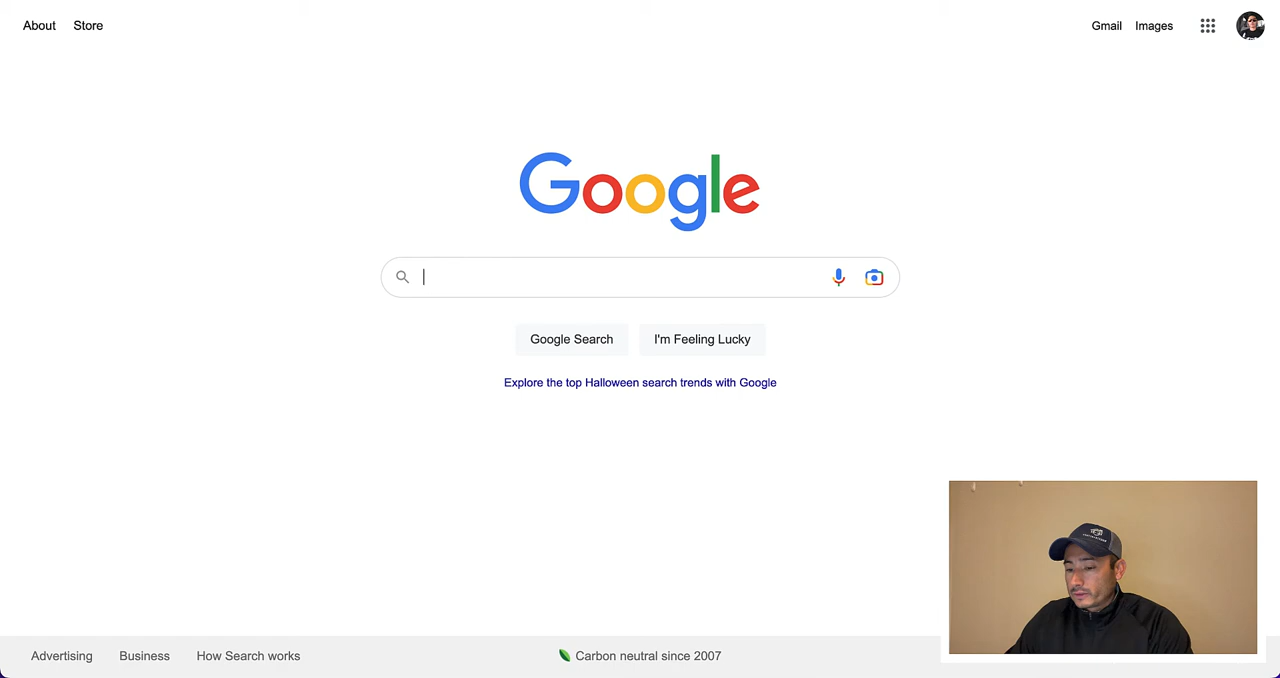 About Store
Gmail Images
Google
Google Search I'm Feeling Lucky
Explore the top Halloween search trends with Google
Advertising Business How Search works
Carbon neutral since 2007